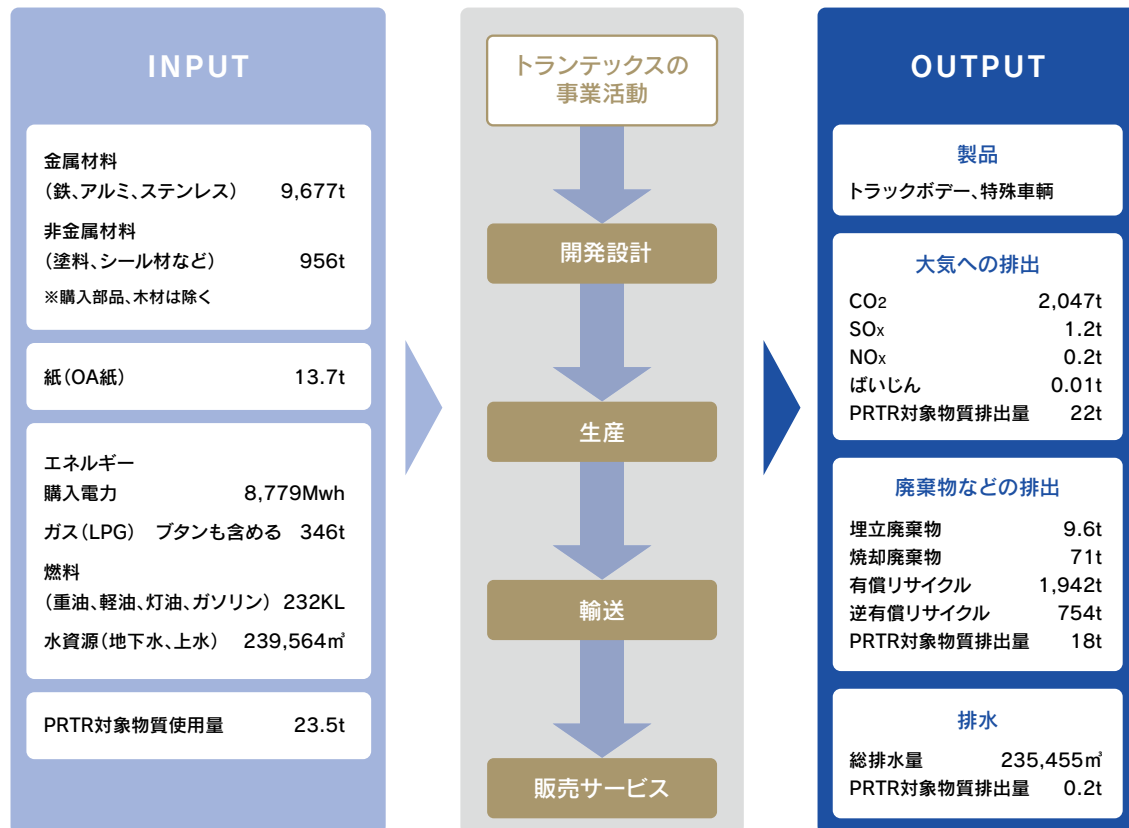 INPUT
金属材料
(鉄、アルミ、ステンレス) 9,677t
非金属材料
(塗料、シール材など) 956t
※購入部品、木材は除く
紙(OA紙) 13.7t
エネルギー
購入電力 8,779Mwh
ガス(LPG) ブタンも含める 346t
燃料
(重油、軽油、灯油、ガソリン) 232KL
水資源(地下水、上水) 239,564㎥
PRTR対象物質使用量 23.5t
トランテックスの
事業活動
開発設計
生産
輸送
販売サービス
OUTPUT
製品
トラックボデー、特殊車輌
大気への排出
CO2 2,047t
SOx 1.2t
NOx 0.2t
ばいじん 0.01t
PRTR対象物質排出量 22t
廃棄物などの排出
埋立廃棄物 9.6t
焼却廃棄物 71t
有償リサイクル 1,942t
逆有償リサイクル 754t
PRTR対象物質排出量 18t
排水
総排水量 235,455㎥
PRTR対象物質排出量 0.2t